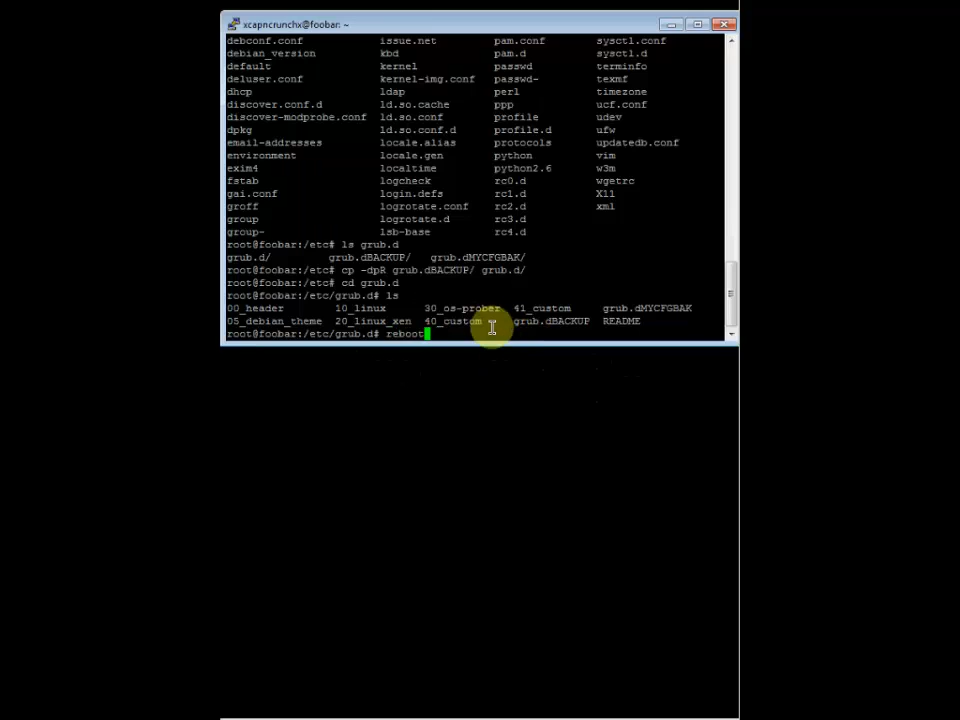 xcapncrunchx@foobar: ~
debconf.conf issue.net pam.conf sysctl.conf
debian_version kbd pam.d sysctl.d
default kernel passwd terminfo
deluser.conf kernel-img.conf passwd- texmf
dhcp ldap perl timezone
discover.conf.d ld.so.cache ppp ucf.conf
discover-modprobe.conf ld.so.conf profile udev
dpkg ld.so.conf.d profile.d ufw
email-addresses locale.alias protocols updatedb.conf
environment locale.gen python vim
exim4 localtime python2.6 w3m
fstab logcheck rc0.d wgetrc
gai.conf login.defs rc1.d X11
groff logrotate.conf rc2.d xml
group logrotate.d rc3.d
group- lsb-base rc4.d
root@foobar:/etc# ls grub.d
grub.d/ grub.dBACKUP/ grub.dMYCFGBAK/
root@foobar:/etc# cp -dpR grub.dBACKUP/ grub.d/
root@foobar:/etc# cd grub.d
root@foobar:/etc/grub.d# ls
00_header 10_linux 30_os-prober 41_custom grub.dMYCFGBAK
05_debian_theme 20_linux_xen 40_custom grub.dBACKUP README
root@foobar:/etc/grub.d# reboot